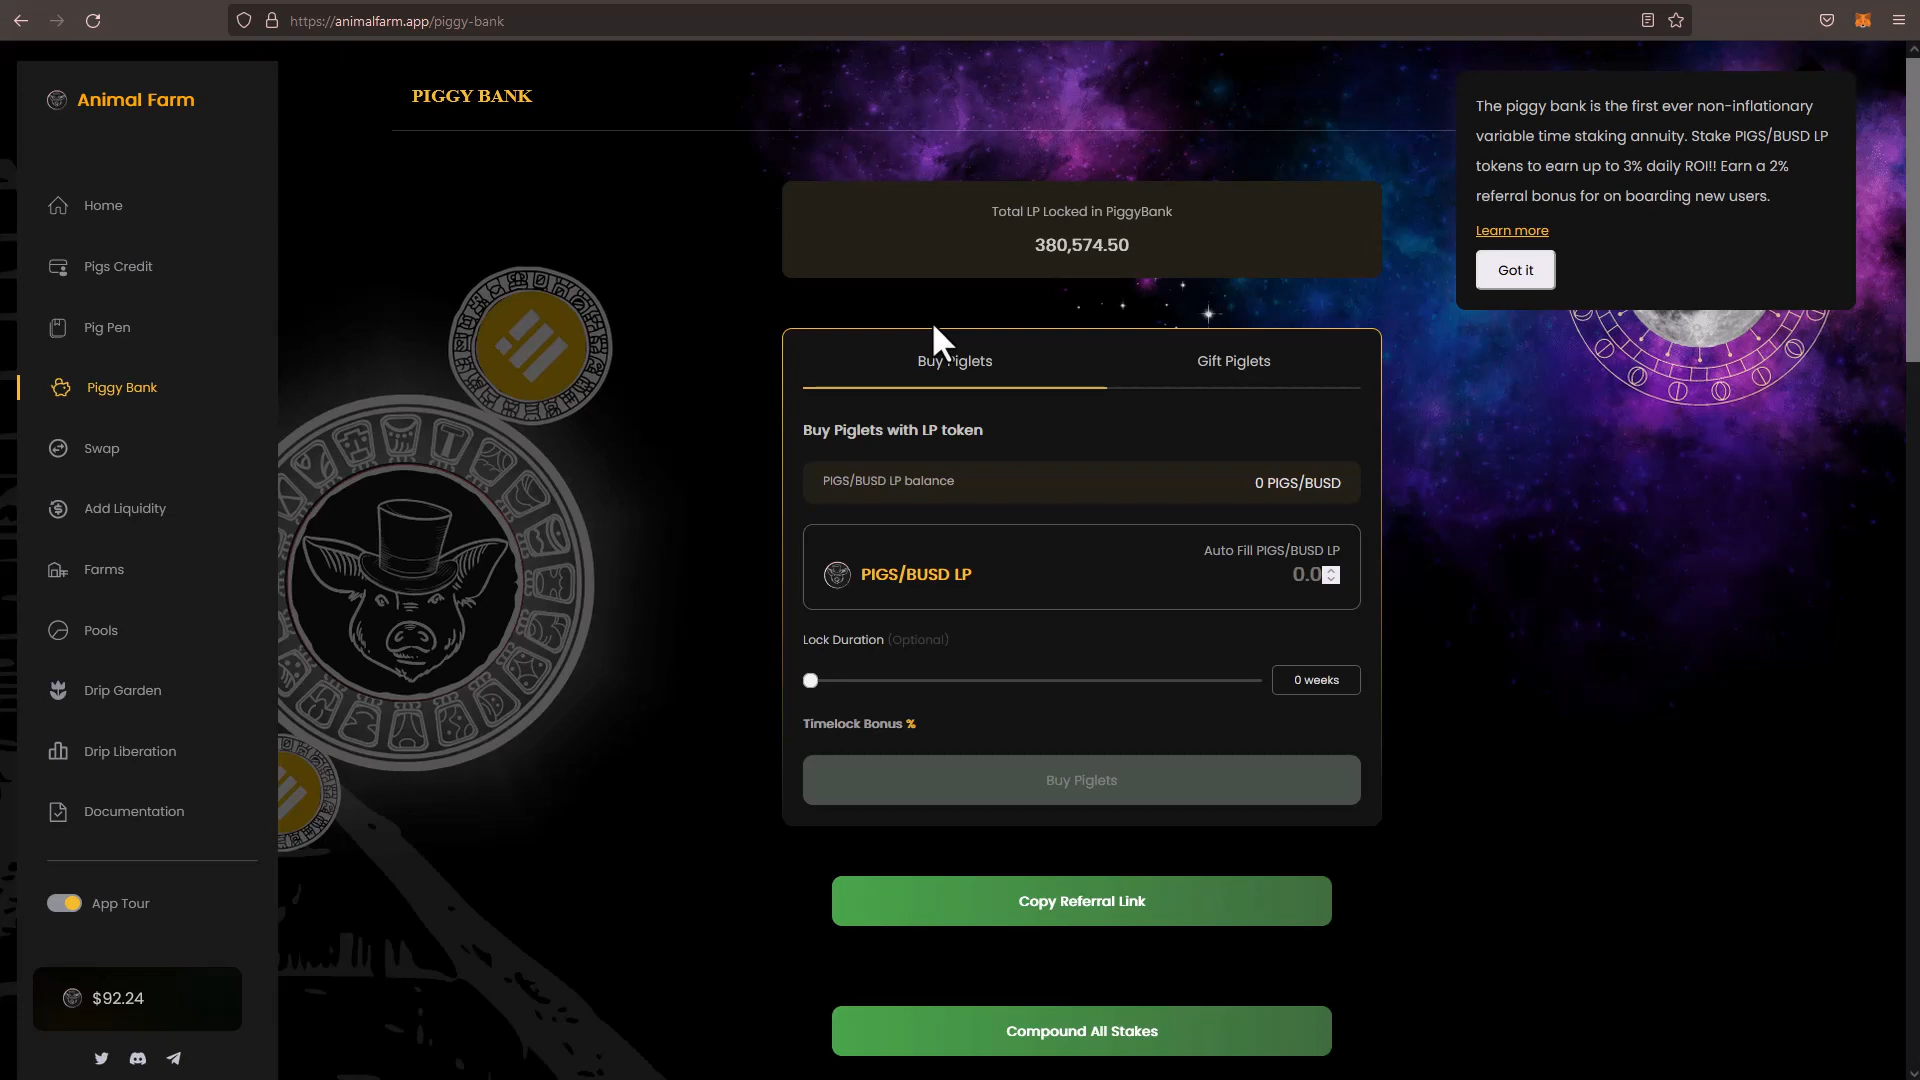 https://animalfarm.app/piggy-bank
Animal Farm
Home
Pigs Credit
Pig Pen
Piggy Bank
Swap
Add Liquidity
Farms
Pools
Drip Garden
Drip Liberation
Documentation
App Tour
$92.24
PIGGY BANK
Total LP Locked in PiggyBank
380,574.50
Buy Piglets
Gift Piglets
Buy Piglets with LP token
PIGS/BUSD LP balance
0 PIGS/BUSD
Auto Fill PIGS/BUSD LP
PIGS/BUSD LP
0.0
Lock Duration (Optional)
0 weeks
Timelock Bonus %
Buy Piglets
Copy Referral Link
Compound All Stakes
The piggy bank is the first ever non-inflationary
variable time staking annuity. Stake PIGS/BUSD LP
tokens to earn up to 3% daily ROI!!! Earn a 2%
referral bonus for on boarding new users.
Learn more
Got it